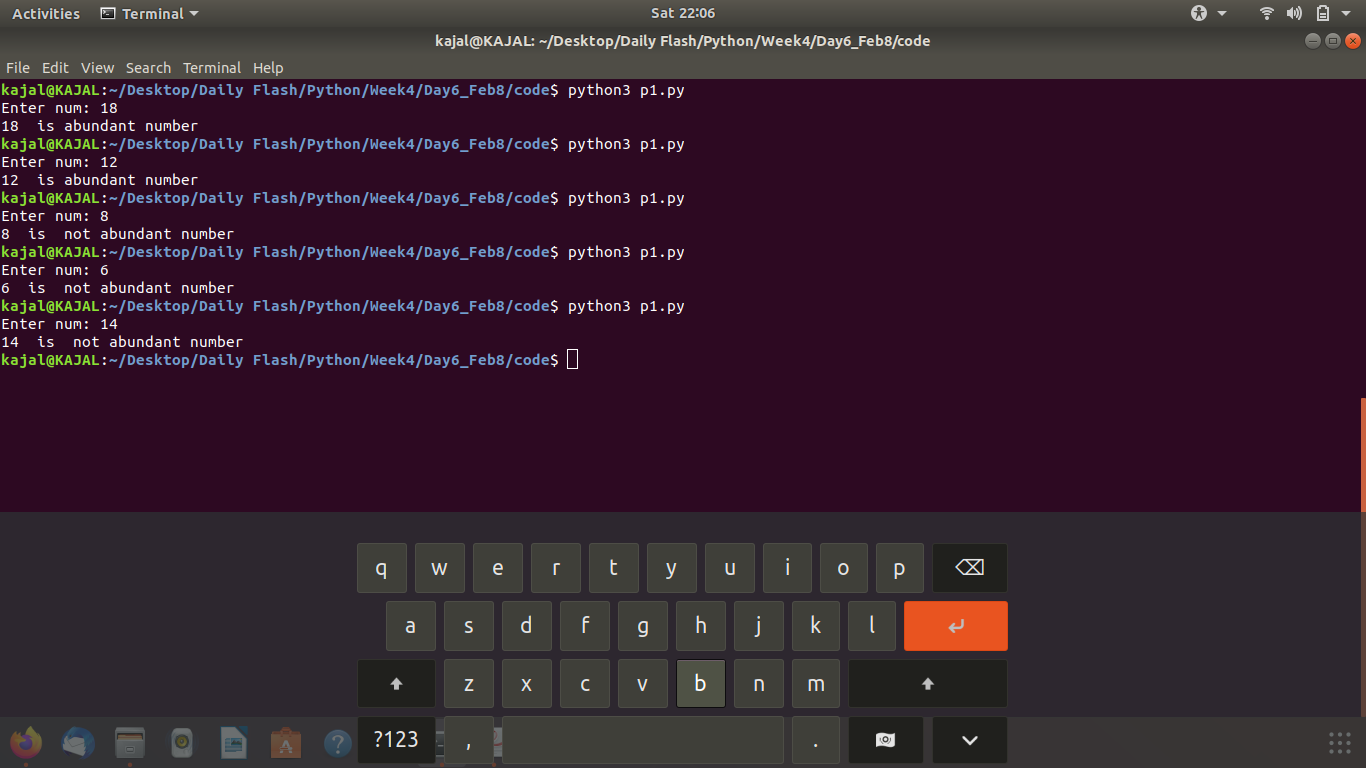 Activities Terminal Sat 22:06
kajal@KAJAL: ~/Desktop/Daily Flash/Python/Week4/Day6_Feb8/code
File Edit View Search Terminal Help
kajal@KAJAL:~/Desktop/Daily Flash/Python/Week4/Day6_Feb8/code$ python3 p1.py
Enter num: 18
18  is abundant number
kajal@KAJAL:~/Desktop/Daily Flash/Python/Week4/Day6_Feb8/code$ python3 p1.py
Enter num: 12
12  is abundant number
kajal@KAJAL:~/Desktop/Daily Flash/Python/Week4/Day6_Feb8/code$ python3 p1.py
Enter num: 8
8  is  not abundant number
kajal@KAJAL:~/Desktop/Daily Flash/Python/Week4/Day6_Feb8/code$ python3 p1.py
Enter num: 6
6  is  not abundant number
kajal@KAJAL:~/Desktop/Daily Flash/Python/Week4/Day6_Feb8/code$ python3 p1.py
Enter num: 14
14  is  not abundant number
kajal@KAJAL:~/Desktop/Daily Flash/Python/Week4/Day6_Feb8/code$
q w e r t y u i o p
a s d f g h j k l
z x c v b n m
?123 , .